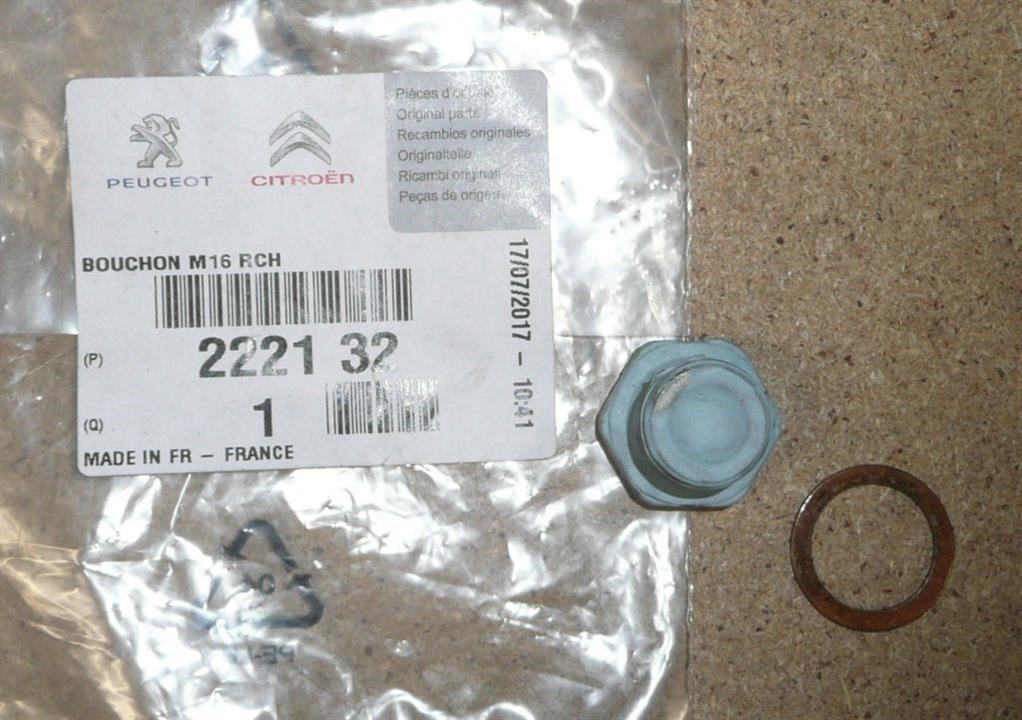 PEUGEOT
CITROËN
Pièces d'origine
Original parts
Recambios originales
Originalteile
Ricambi originali
Peças de origem
BOUCHON M16 RCH
17/07/2017 - 10:41
(P) 2221 32
(Q) 1
MADE IN FR - FRANCE